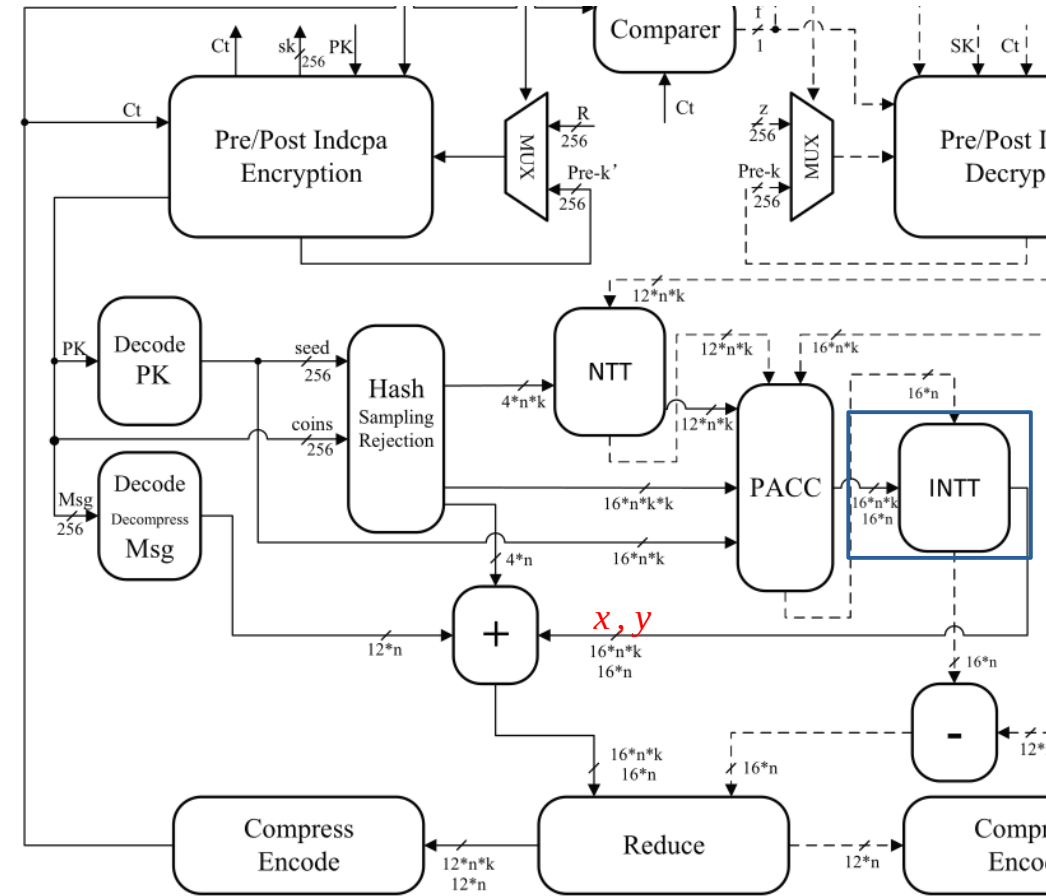 Comparer
f
1
Ct
sk
256
PK
SK
Ct
Ct
Ct
Pre/Post Indcpa
Encryption
MUX
R
256
Pre-k’
256
z
256
Pre-k
256
MUX
Pre/Post I
Decryp
12*n*k
PK
Decode
PK
seed
256
coins
256
Hash
Sampling
Rejection
4*n*k
NTT
12*n*k
16*n*k
12*n*k
16*n
PACC
16*n*k
16*n
INTT
Msg
256
Decode
Decompress
Msg
16*n*k*k
16*n*k
4*n
12*n
+
x , y
16*n*k
16*n
16*n
-
12*
16*n*k
16*n
16*n
Compress
Encode
12*n*k
12*n
Reduce
12*n
Compr
Enco